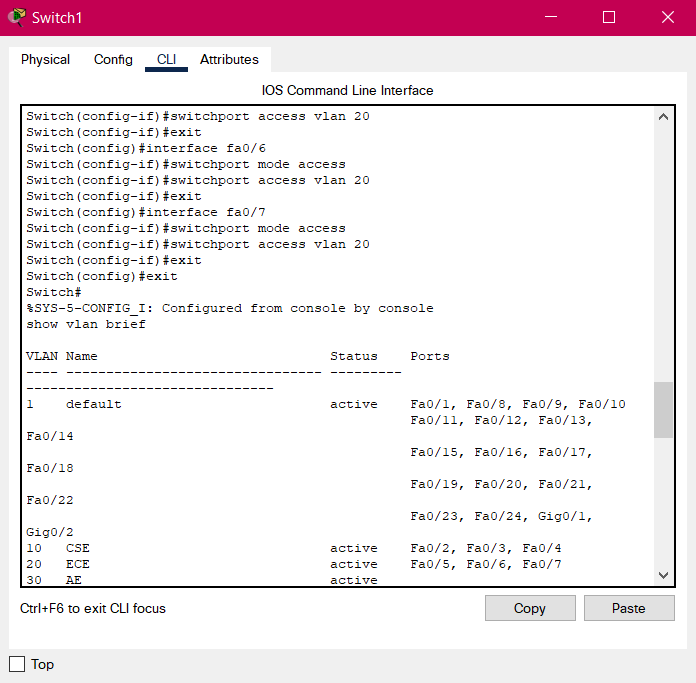 Switch1
Physical Config CLI Attributes
IOS Command Line Interface
Switch(config-if)#switchport access vlan 20
Switch(config-if)#exit
Switch(config)#interface fa0/6
Switch(config-if)#switchport mode access
Switch(config-if)#switchport access vlan 20
Switch(config-if)#exit
Switch(config)#interface fa0/7
Switch(config-if)#switchport mode access
Switch(config-if)#switchport access vlan 20
Switch(config-if)#exit
Switch(config)#exit
Switch#
%SYS-5-CONFIG_I: Configured from console by console
show vlan brief
VLAN Name                             Status    Ports
---- -------------------------------- ---------
-------------------------------
1    default                          active    Fa0/1, Fa0/8, Fa0/9, Fa0/10
                                                Fa0/11, Fa0/12, Fa0/13,
Fa0/14
                                                Fa0/15, Fa0/16, Fa0/17,
Fa0/18
                                                Fa0/19, Fa0/20, Fa0/21,
Fa0/22
                                                Fa0/23, Fa0/24, Gig0/1,
Gig0/2
10   CSE                              active    Fa0/2, Fa0/3, Fa0/4
20   ECE                              active    Fa0/5, Fa0/6, Fa0/7
30   AE                               active
Ctrl+F6 to exit CLI focus
Copy Paste
Top